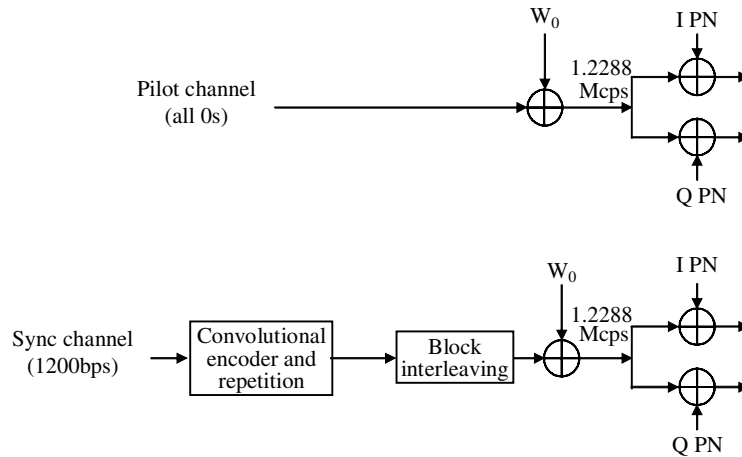 W0
I PN
Pilot channel
(all 0s)
1.2288
Mcps
Q PN
W0
I PN
Sync channel
(1200bps)
Convolutional
encoder and
repetition
Block
interleaving
1.2288
Mcps
Q PN